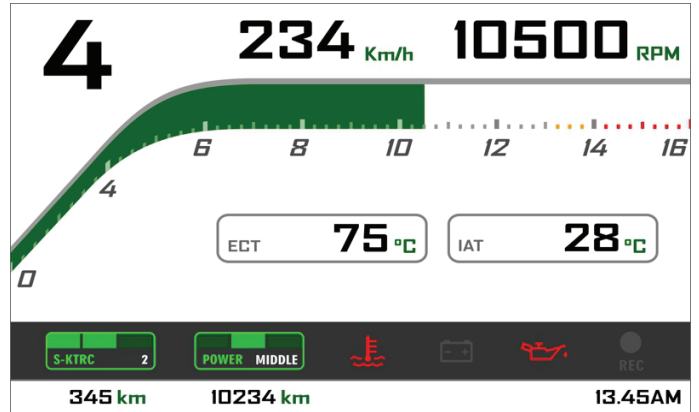 4 234 Km/h 10500 RPM
0 4 6 8 10 12 14 16
ECT 75 °C IAT 28 °C
S-KTRC 2 POWER MIDDLE - + REC
345 km 10234 km 13.45AM